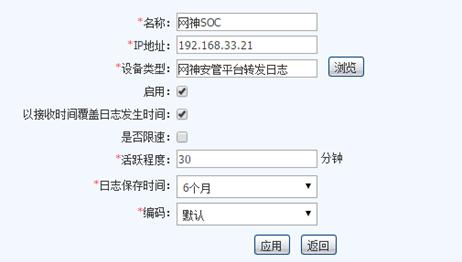 *名称： 网神SOC
*IP地址： 192.168.33.21
*设备类型： 网神安管平台转发日志 浏览
启用：
以接收时间覆盖日志发生时间：
是否限速：
*活跃程度： 30 分钟
*日志保存时间： 6个月
*编码： 默认
应用 返回